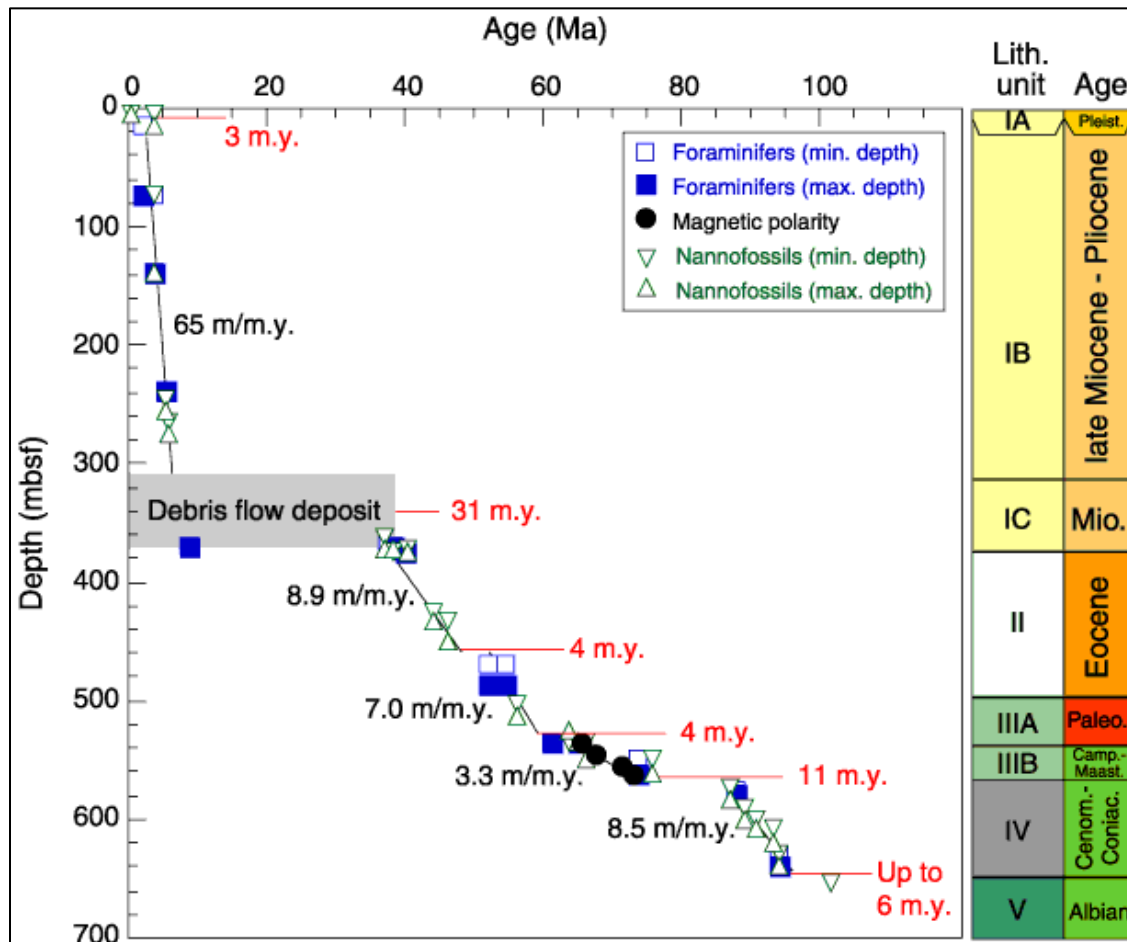 Age (Ma)
0 20 40 60 80 100
Lith. unit
Age
Depth (mbsf)
0
100
200
300
400
500
600
700
Foraminifers (min. depth)
Foraminifers (max. depth)
Magnetic polarity
Nannofossils (min. depth)
Nannofossils (max. depth)
3 m.y.
65 m/m.y.
Debris flow deposit
31 m.y.
8.9 m/m.y.
4 m.y.
7.0 m/m.y.
4 m.y.
3.3 m/m.y.
11 m.y.
8.5 m/m.y.
Up to
6 m.y.
IA
Pleist.
IB
late Miocene - Pliocene
IC
Mio.
II
Eocene
IIIA
Paleo.
IIIB
Camp.-
Maast.
IV
Cenom.-
Coniac.
V
Albian